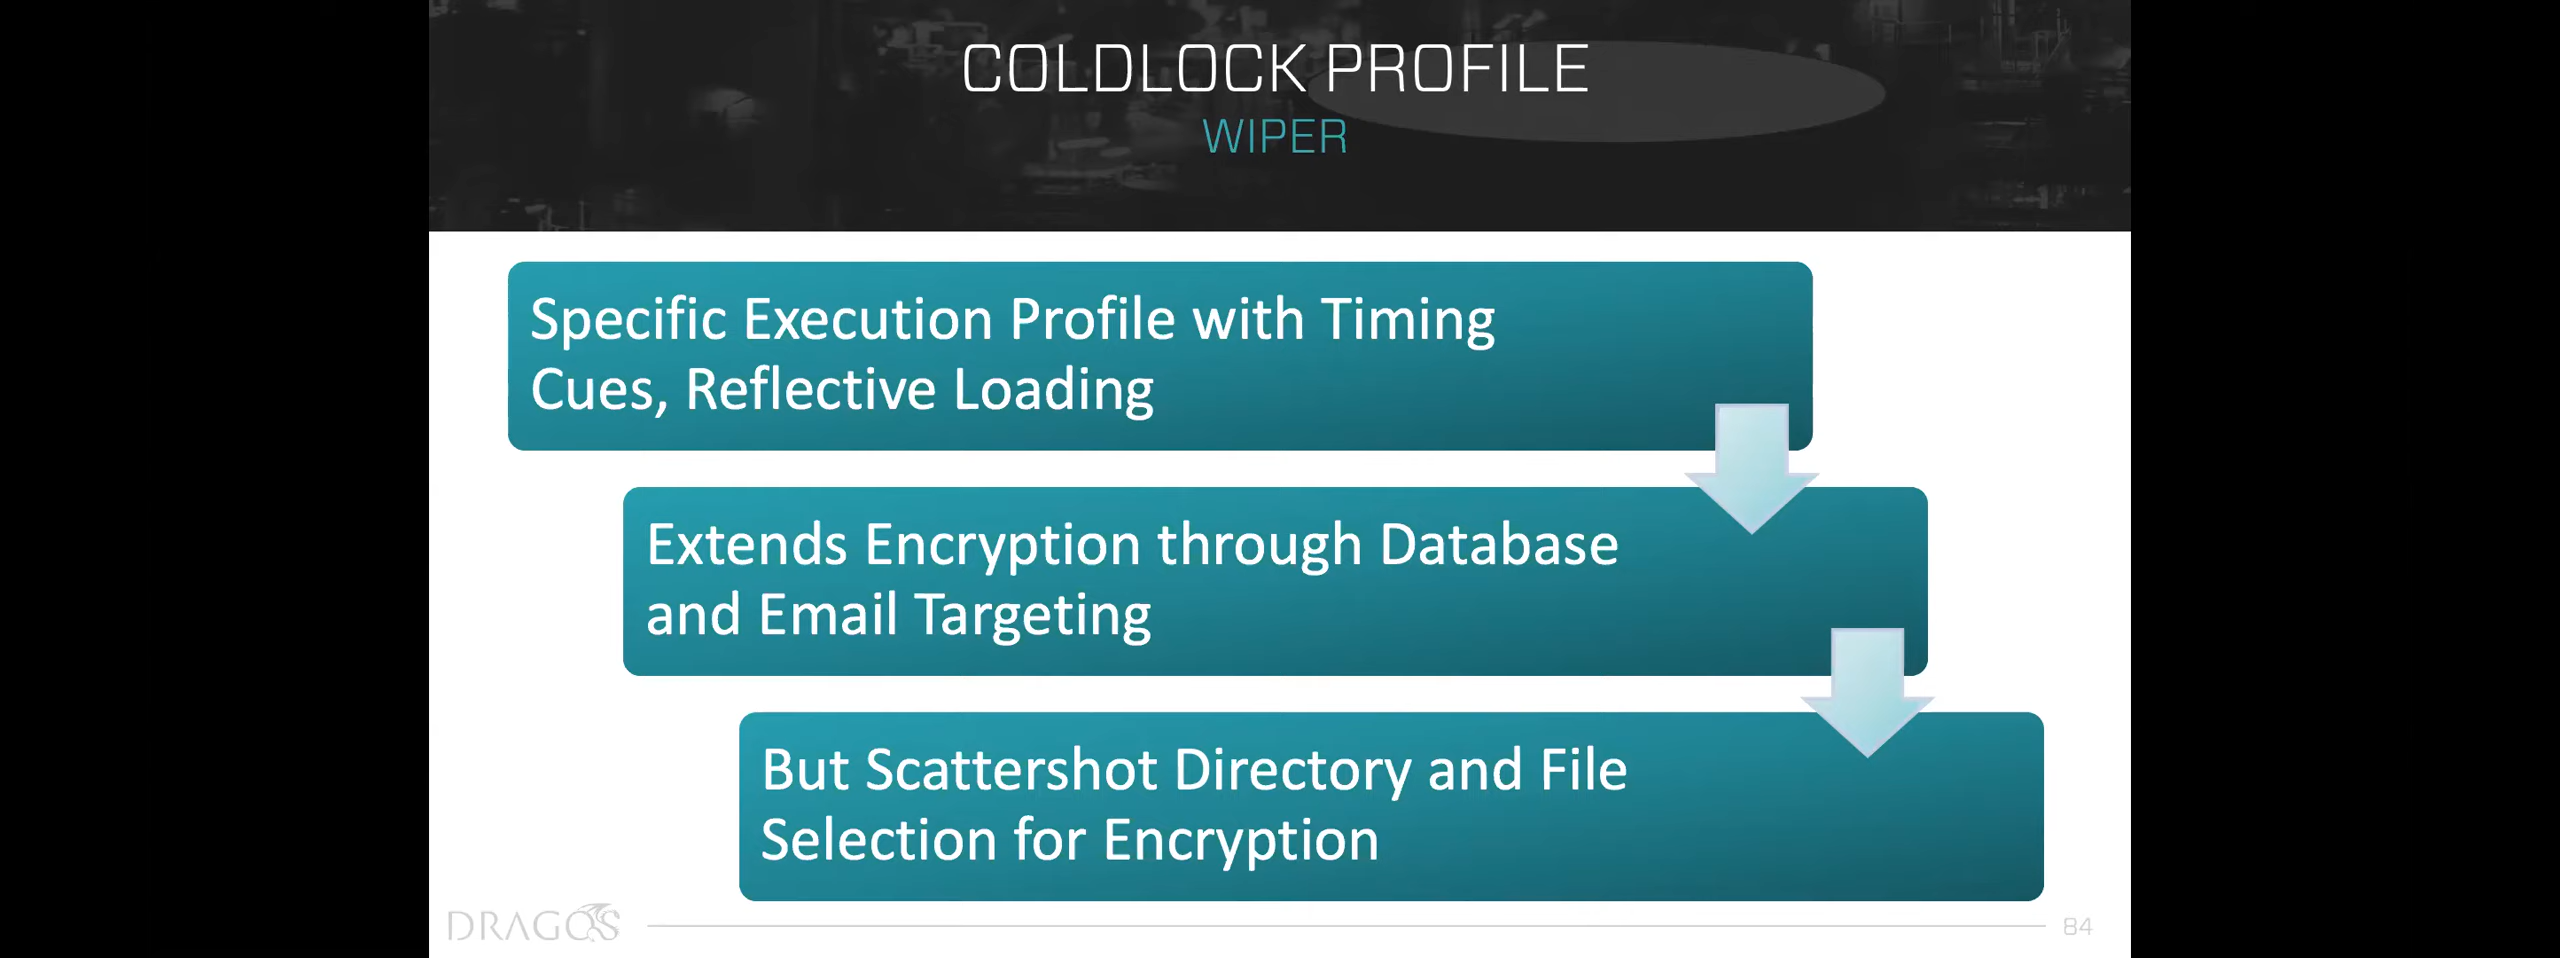 COLDLOCK PROFILE
WIPER
Specific Execution Profile with Timing
Cues, Reflective Loading
Extends Encryption through Database
and Email Targeting
But Scattershot Directory and File
Selection for Encryption
DRAGOS
84